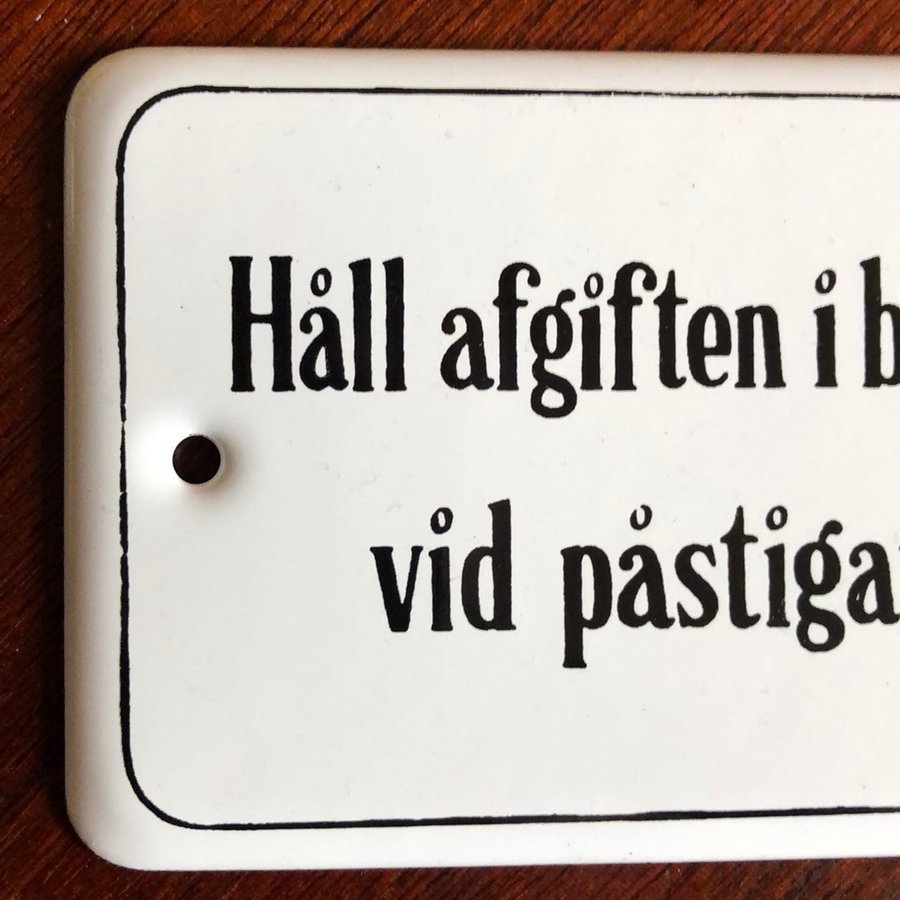 Håll afgiften i b
vid påstiga